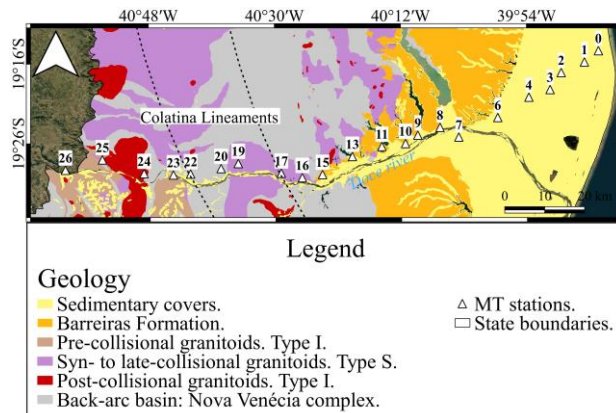 40°48'W 40°30'W 40°12'W 39°54'W
19°16'S
19°26'S
0
1
2
3
4
6
7
8
9
10
11
13
15
16
17
19
20
22
23
24
25
26
Colatina Lineaments
Doce river
0 10 20 km
Legend
Geology
Sedimentary covers.
Barreiras Formation.
Pre-collisional granitoids. Type I.
Syn- to late-collisional granitoids. Type S.
Post-collisional granitoids. Type I.
Back-arc basin: Nova Venécia complex.
MT stations.
State boundaries.